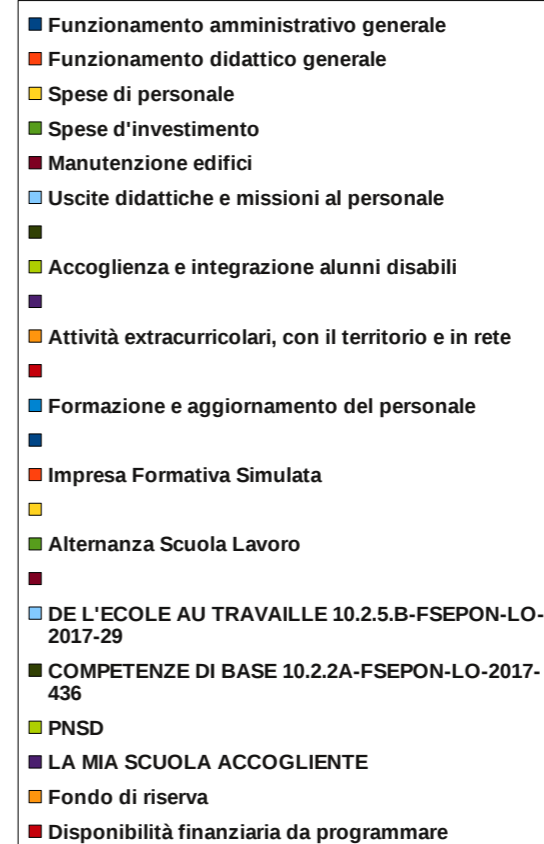 Funzionamento amministrativo generale
Funzionamento didattico generale
Spese di personale
Spese d'investimento
Manutenzione edifici
Uscite didattiche e missioni al personale
Accoglienza e integrazione alunni disabili
Attività extracurricolari, con il territorio e in rete
Formazione e aggiornamento del personale
Impresa Formativa Simulata
Alternanza Scuola Lavoro
DE L'ECOLE AU TRAVAILLE 10.2.5.B-FSEPON-LO-
2017-29
COMPETENZE DI BASE 10.2.2A-FSEPON-LO-2017-
436
PNSD
LA MIA SCUOLA ACCOGLIENTE
Fondo di riserva
Disponibilità finanziaria da programmare